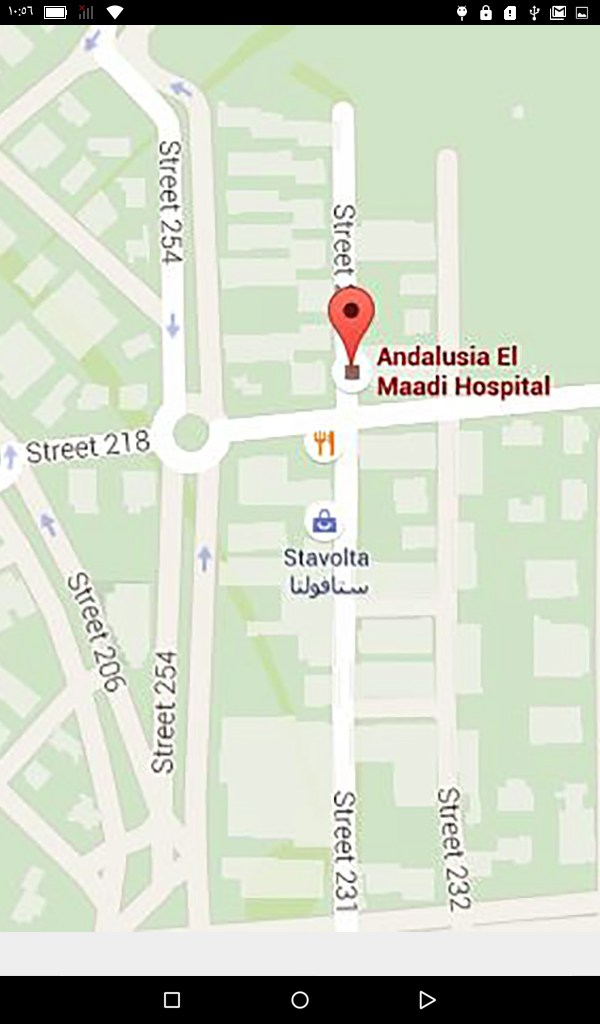 ١٠:٥٦
Street 254
Street
Andalusia El
Maadi Hospital
Street 218
Stavolta
ستافولتا
Street 206
Street 254
Street 231
Street 232